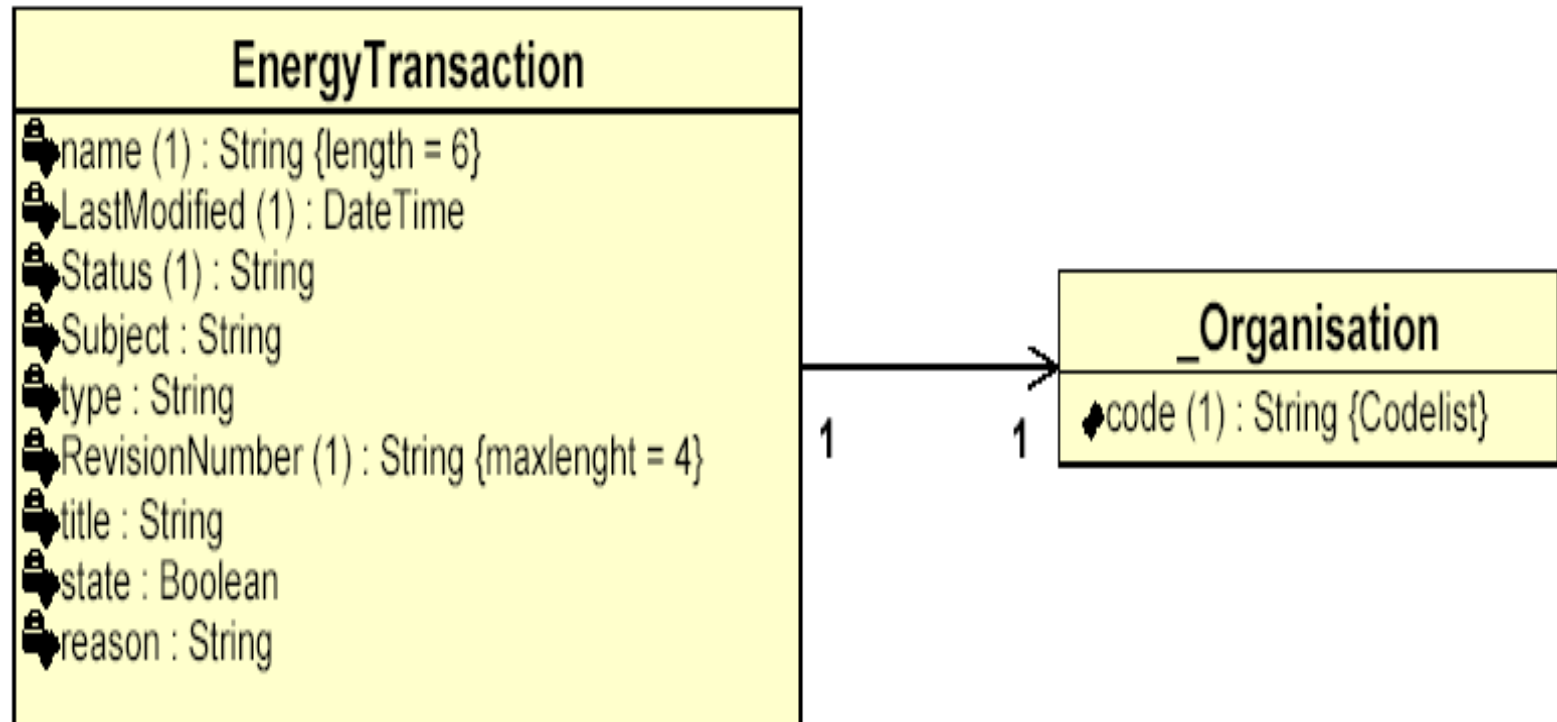 EnergyTransaction
name (1) : String {length = 6}
LastModified (1) : DateTime
Status (1) : String
Subject : String
type : String
RevisionNumber (1) : String {maxlenght = 4}
title : String
state : Boolean
reason : String
1
1
_Organisation
code (1) : String {Codelist}